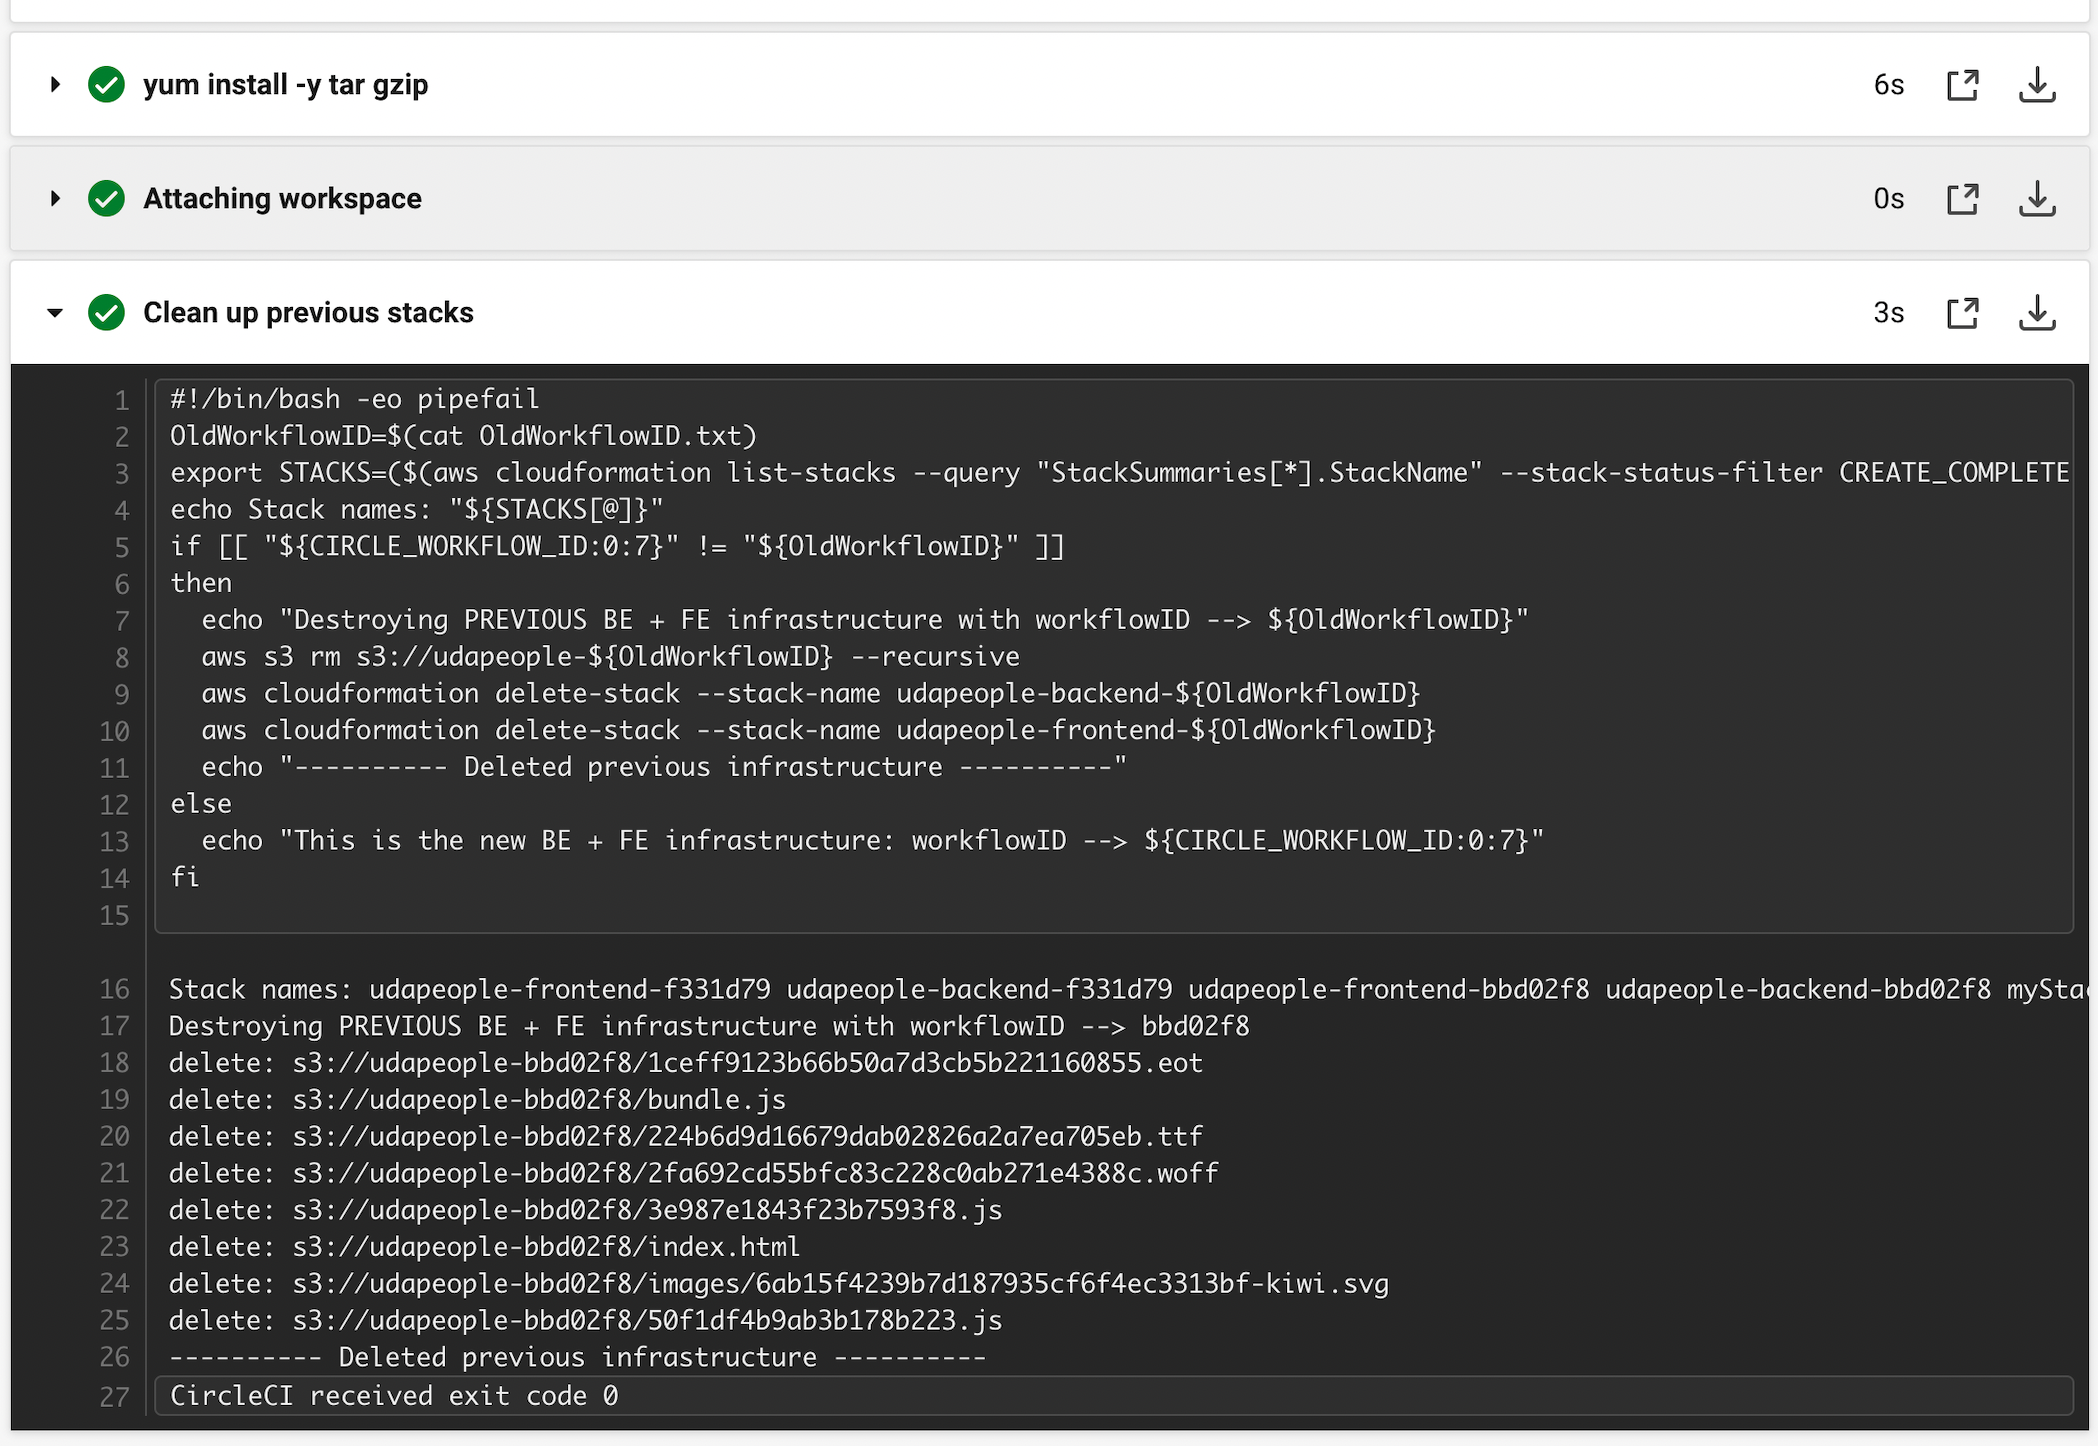 yum install -y tar gzip 6s
Attaching workspace 0s
Clean up previous stacks 3s
1 #!/bin/bash -eo pipefail
2 OldWorkflowID=$(cat OldWorkflowID.txt)
3 export STACKS=($(aws cloudformation list-stacks --query "StackSummaries[*].StackName" --stack-status-filter CREATE_COMPLETE
4 echo Stack names: "${STACKS[@]}"
5 if [[ "${CIRCLE_WORKFLOW_ID:0:7}" != "${OldWorkflowID}" ]]
6 then
7   echo "Destroying PREVIOUS BE + FE infrastructure with workflowID --> ${OldWorkflowID}"
8   aws s3 rm s3://udapeople-${OldWorkflowID} --recursive
9   aws cloudformation delete-stack --stack-name udapeople-backend-${OldWorkflowID}
10   aws cloudformation delete-stack --stack-name udapeople-frontend-${OldWorkflowID}
11   echo "---------- Deleted previous infrastructure ----------"
12 else
13   echo "This is the new BE + FE infrastructure: workflowID --> ${CIRCLE_WORKFLOW_ID:0:7}"
14 fi
15
16 Stack names: udapeople-frontend-f331d79 udapeople-backend-f331d79 udapeople-frontend-bbd02f8 udapeople-backend-bbd02f8
17 Destroying PREVIOUS BE + FE infrastructure with workflowID --> bbd02f8
18 delete: s3://udapeople-bbd02f8/1ceff9123b66b50a7d3cb5b221160855.eot
19 delete: s3://udapeople-bbd02f8/bundle.js
20 delete: s3://udapeople-bbd02f8/224b6d9d16679dab02826a2a7ea705eb.ttf
21 delete: s3://udapeople-bbd02f8/2fa692cd55bfc83c228c0ab271e4388c.woff
22 delete: s3://udapeople-bbd02f8/3e987e1843f23b7593f8.js
23 delete: s3://udapeople-bbd02f8/index.html
24 delete: s3://udapeople-bbd02f8/images/6ab15f4239b7d187935cf6f4ec3313bf-kiwi.svg
25 delete: s3://udapeople-bbd02f8/50f1df4b9ab3b178b223.js
26 ---------- Deleted previous infrastructure ----------
27 CircleCI received exit code 0